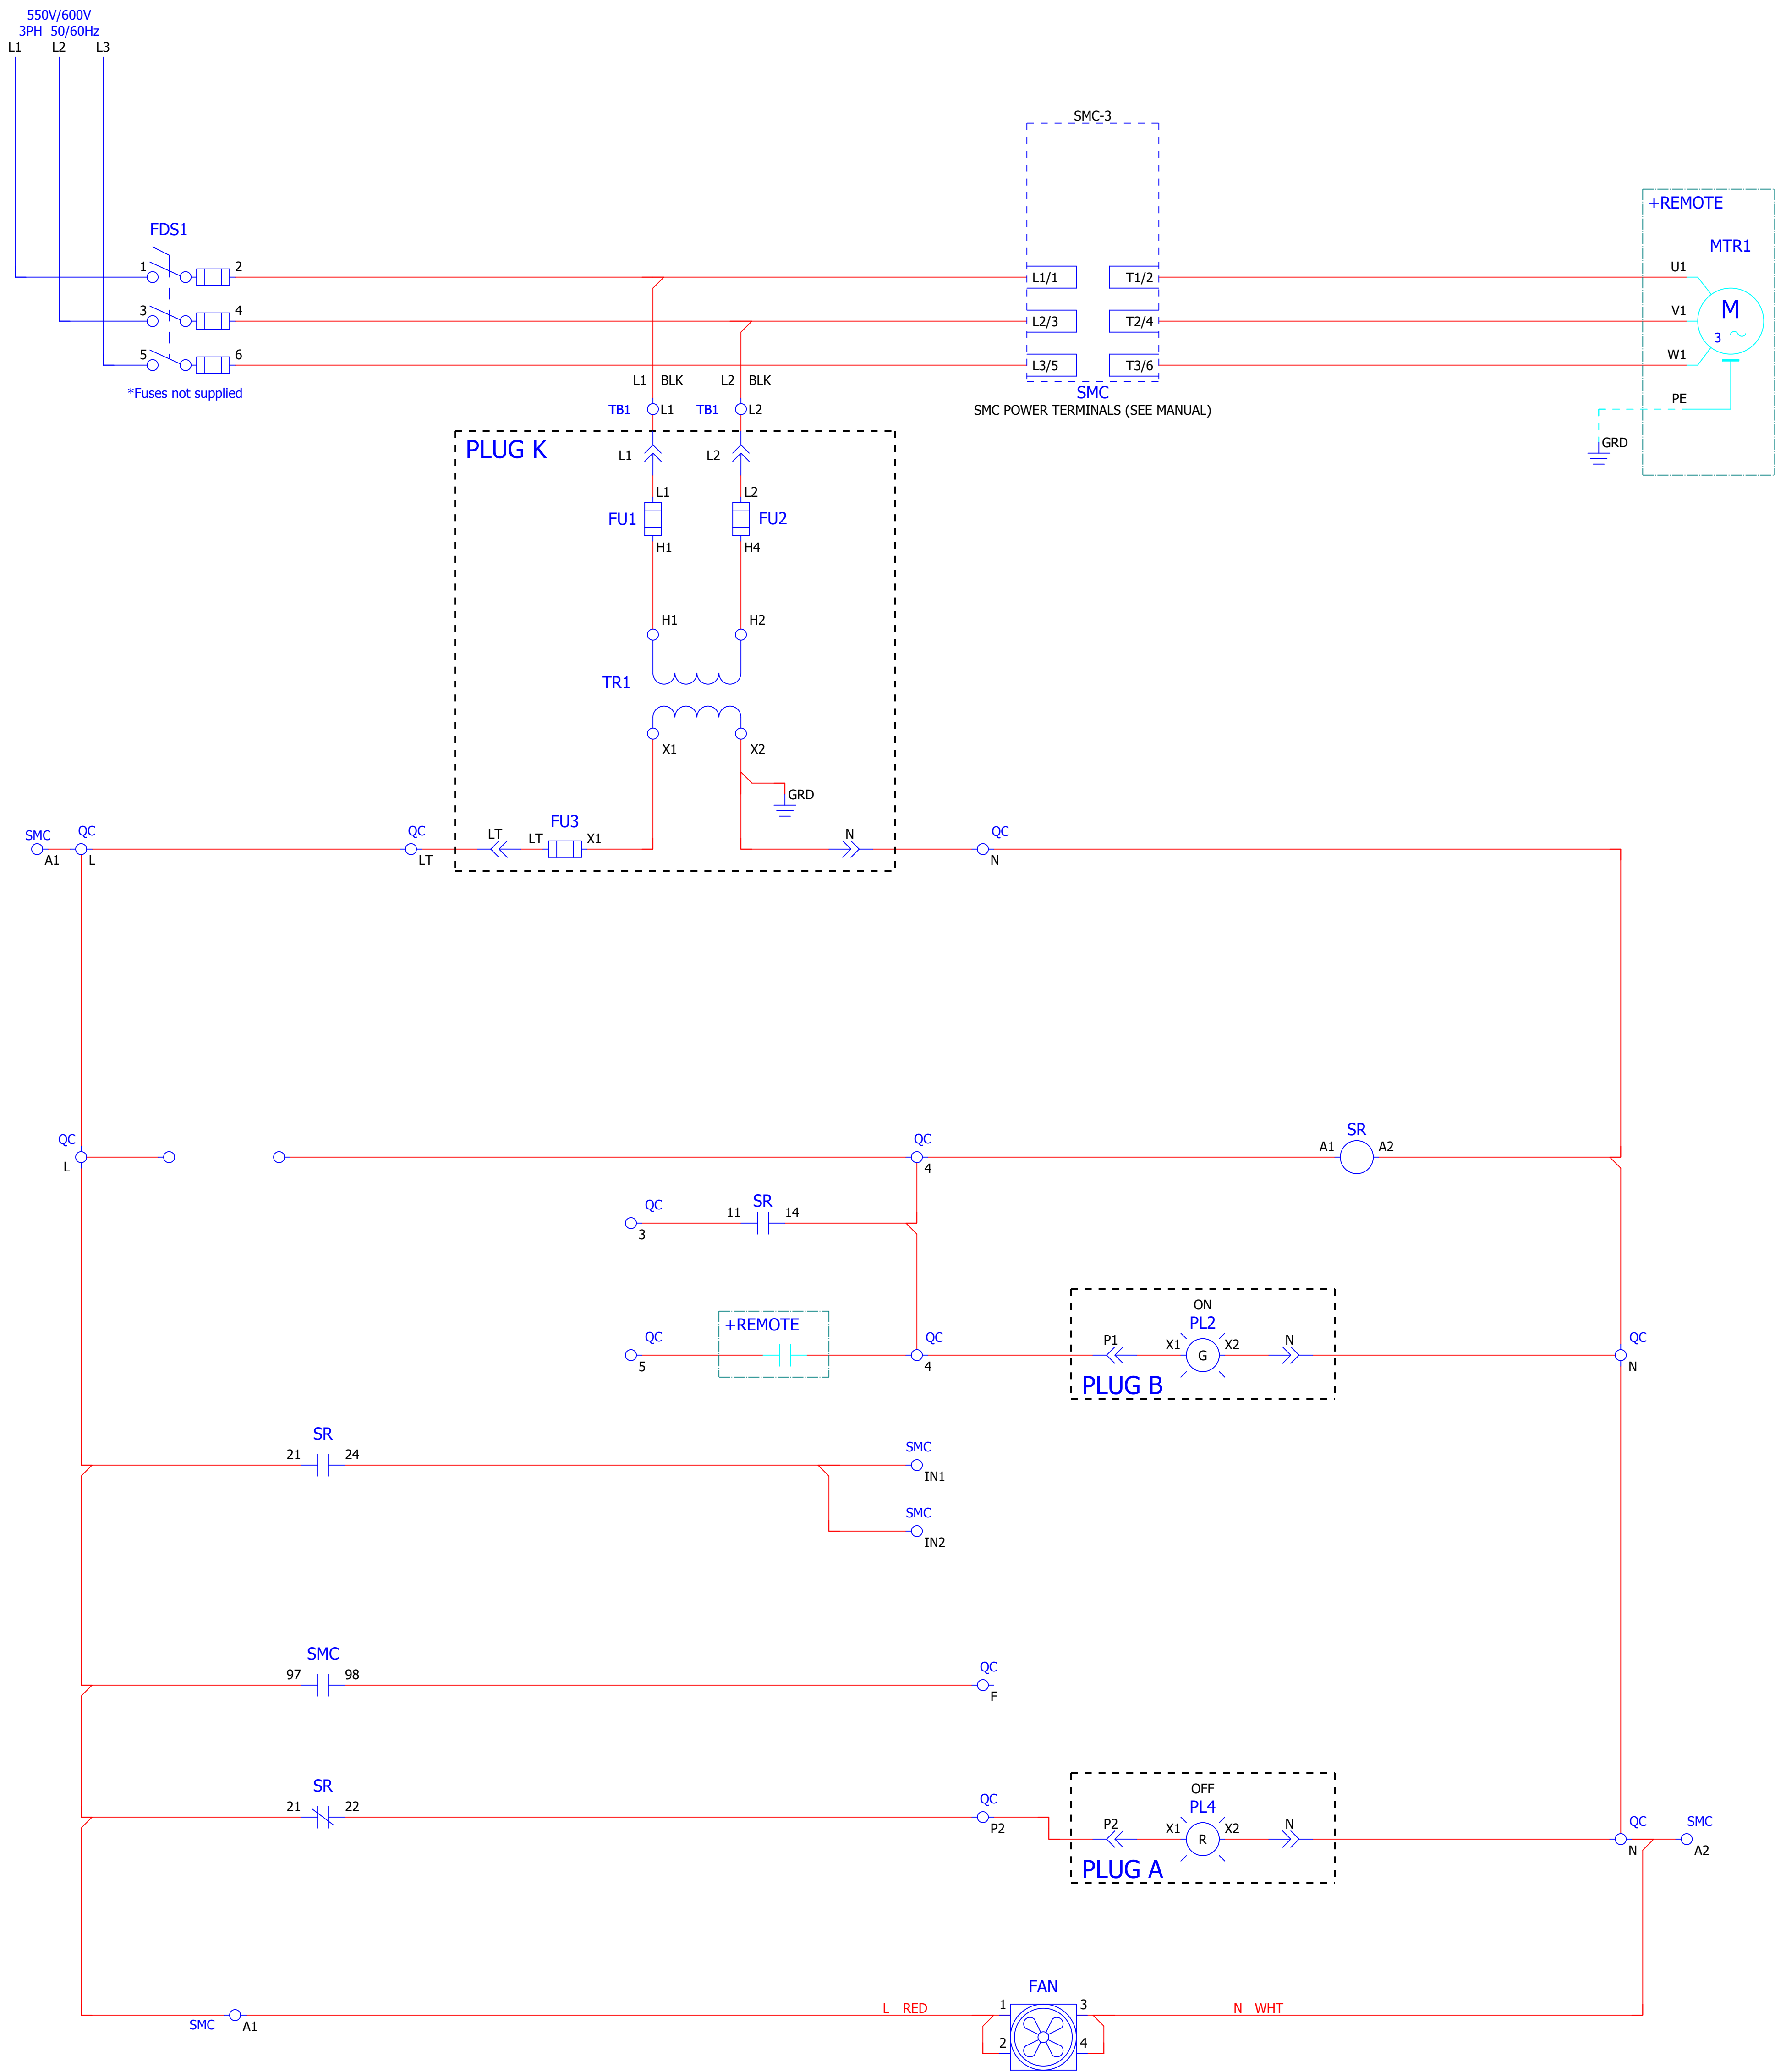 550V/600V
3PH 50/60Hz
L1 L2 L3
SMC-3
+REMOTE
MTR1
FDS1
1 2
L1/1 T1/2
U1
3 4
L2/3 T2/4
V1
M
3
5 6
L3/5 T3/6
W1
*Fuses not supplied
L1 BLK L2 BLK
SMC
SMC POWER TERMINALS (SEE MANUAL)
PE
GRD
TB1 L1 TB1 L2
PLUG K
L1 L2
L1 L2
FU1 FU2
H1 H4
H1 H2
TR1
X1 X2
GRD
SMC QC QC
FU3
LT LT X1 N
QC
A1 L LT N
QC QC
SR
A1 A2
L 4
QC
SR
11 14
3
ON
+REMOTE
PL2
QC QC QC
P1 X1 G X2 N
5 4 N
PLUG B
SR
21 24
SMC
IN1
SMC
IN2
SMC
97 98
QC
F
SR
21 22
QC
P2
OFF
PL4
P2 X1 R X2 N
PLUG A
QC SMC
N A2
FAN
L RED 1 3 N WHT
SMC A1
2 4